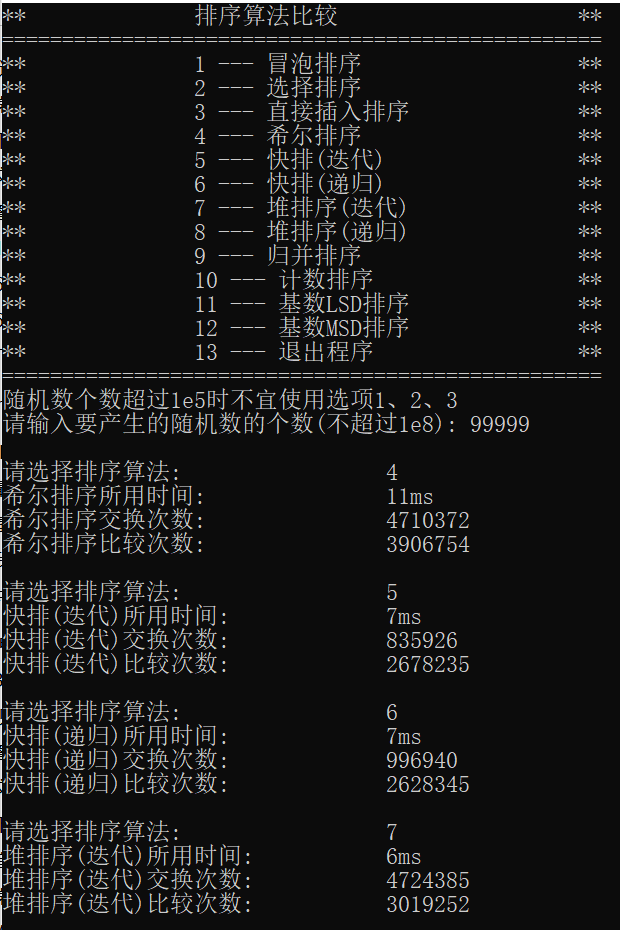 **              排序算法比较                    **
==================================================
**              1 --- 冒泡排序                  **
**              2 --- 选择排序                  **
**              3 --- 直接插入排序              **
**              4 --- 希尔排序                  **
**              5 --- 快排(迭代)                **
**              6 --- 快排(递归)                **
**              7 --- 堆排序(迭代)              **
**              8 --- 堆排序(递归)              **
**              9 --- 归并排序                  **
**              10 --- 计数排序                 **
**              11 --- 基数LSD排序              **
**              12 --- 基数MSD排序              **
**              13 --- 退出程序                 **
==================================================
随机数个数超过1e5时不宜使用选项1、2、3
请输入要产生的随机数的个数(不超过1e8): 99999
请选择排序算法:                 4
希尔排序所用时间:               11ms
希尔排序交换次数:               4710372
希尔排序比较次数:               3906754
请选择排序算法:                 5
快排(迭代)所用时间:             7ms
快排(迭代)交换次数:             835926
快排(迭代)比较次数:             2678235
请选择排序算法:                 6
快排(递归)所用时间:             7ms
快排(递归)交换次数:             996940
快排(递归)比较次数:             2628345
请选择排序算法:                 7
堆排序(迭代)所用时间:           6ms
堆排序(迭代)交换次数:           4724385
堆排序(迭代)比较次数:           3019252